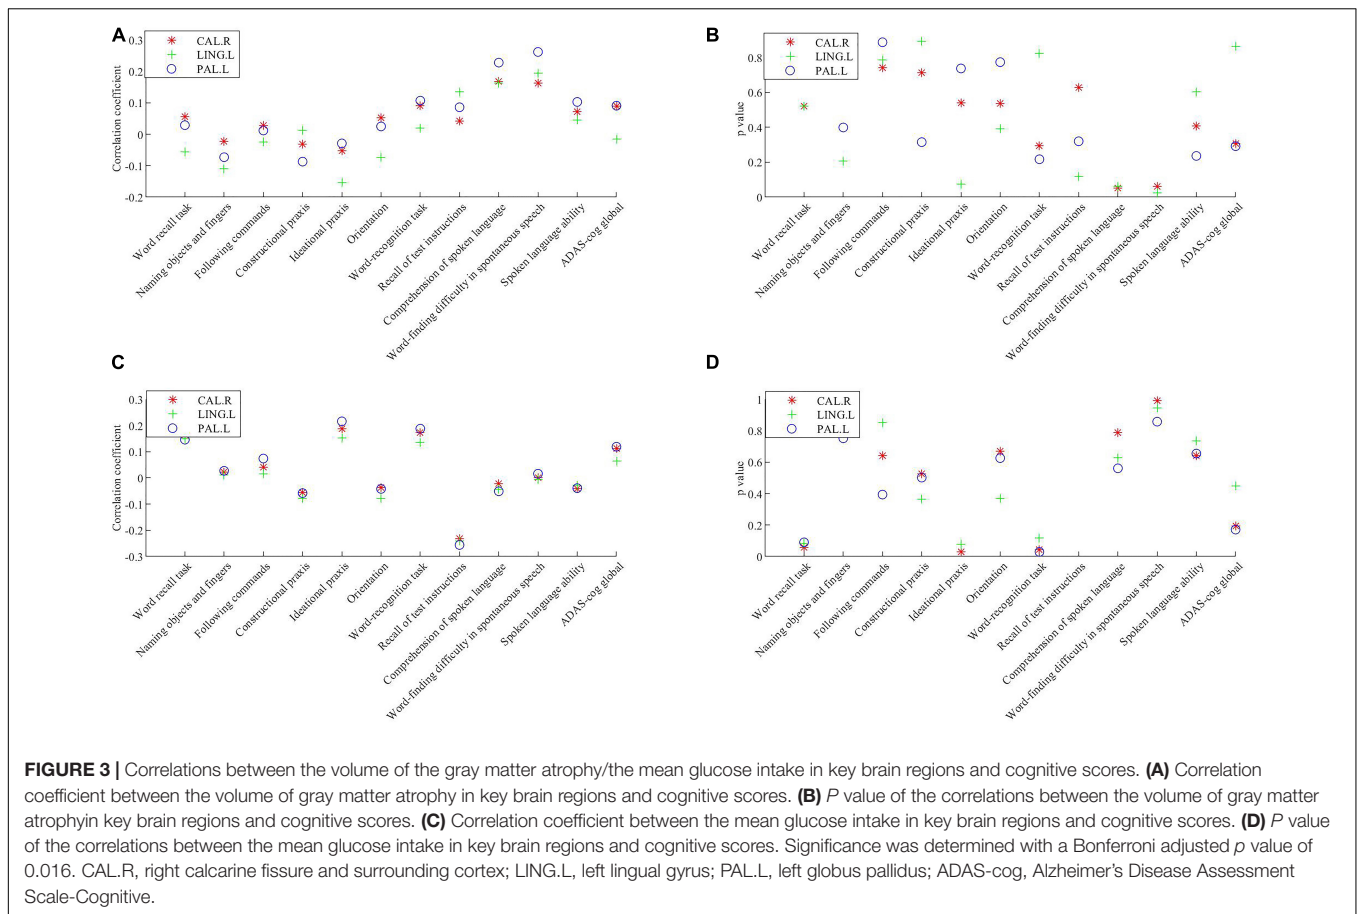 A
CAL.R
LING.L
PAL.L
Correlation coefficient
0.3
0.2
0.1
0
-0.1
-0.2
Word recall task
Naming objects and fingers
Following commands
Constructional praxis
Ideational praxis
Orientation
Word-recognition task
Recall of test instructions
Comprehension of spoken language
Word-finding difficulty in spontaneous speech
Spoken language ability
ADAS-cog global
B
CAL.R
LING.L
PAL.L
p value
0.8
0.6
0.4
0.2
0
Word recall task
Naming objects and fingers
Following commands
Constructional praxis
Ideational praxis
Orientation
Word-recognition task
Recall of test instructions
Comprehension of spoken language
Word-finding difficulty in spontaneous speech
Spoken language ability
ADAS-cog global
C
CAL.R
LING.L
PAL.L
Correlation coefficient
0.3
0.2
0.1
0
-0.1
-0.2
-0.3
Word recall task
Naming objects and fingers
Following commands
Constructional praxis
Ideational praxis
Orientation
Word-recognition task
Recall of test instructions
Comprehension of spoken language
Word-finding difficulty in spontaneous speech
Spoken language ability
ADAS-cog global
D
CAL.R
LING.L
PAL.L
p value
1
0.8
0.6
0.4
0.2
0
Word recall task
Naming objects and fingers
Following commands
Constructional praxis
Ideational praxis
Orientation
Word-recognition task
Recall of test instructions
Comprehension of spoken language
Word-finding difficulty in spontaneous speech
Spoken language ability
ADAS-cog global
FIGURE 3 | Correlations between the volume of the gray matter atrophy/the mean glucose intake in key brain regions and cognitive scores. (A) Correlation
coefficient between the volume of gray matter atrophy in key brain regions and cognitive scores. (B) P value of the correlations between the volume of gray matter
atrophyin key brain regions and cognitive scores. (C) Correlation coefficient between the mean glucose intake in key brain regions and cognitive scores. (D) P value
of the correlations between the mean glucose intake in key brain regions and cognitive scores. Significance was determined with a Bonferroni adjusted p value of
0.016. CAL.R, right calcarine fissure and surrounding cortex; LING.L, left lingual gyrus; PAL.L, left globus pallidus; ADAS-cog, Alzheimer's Disease Assessment
Scale-Cognitive.